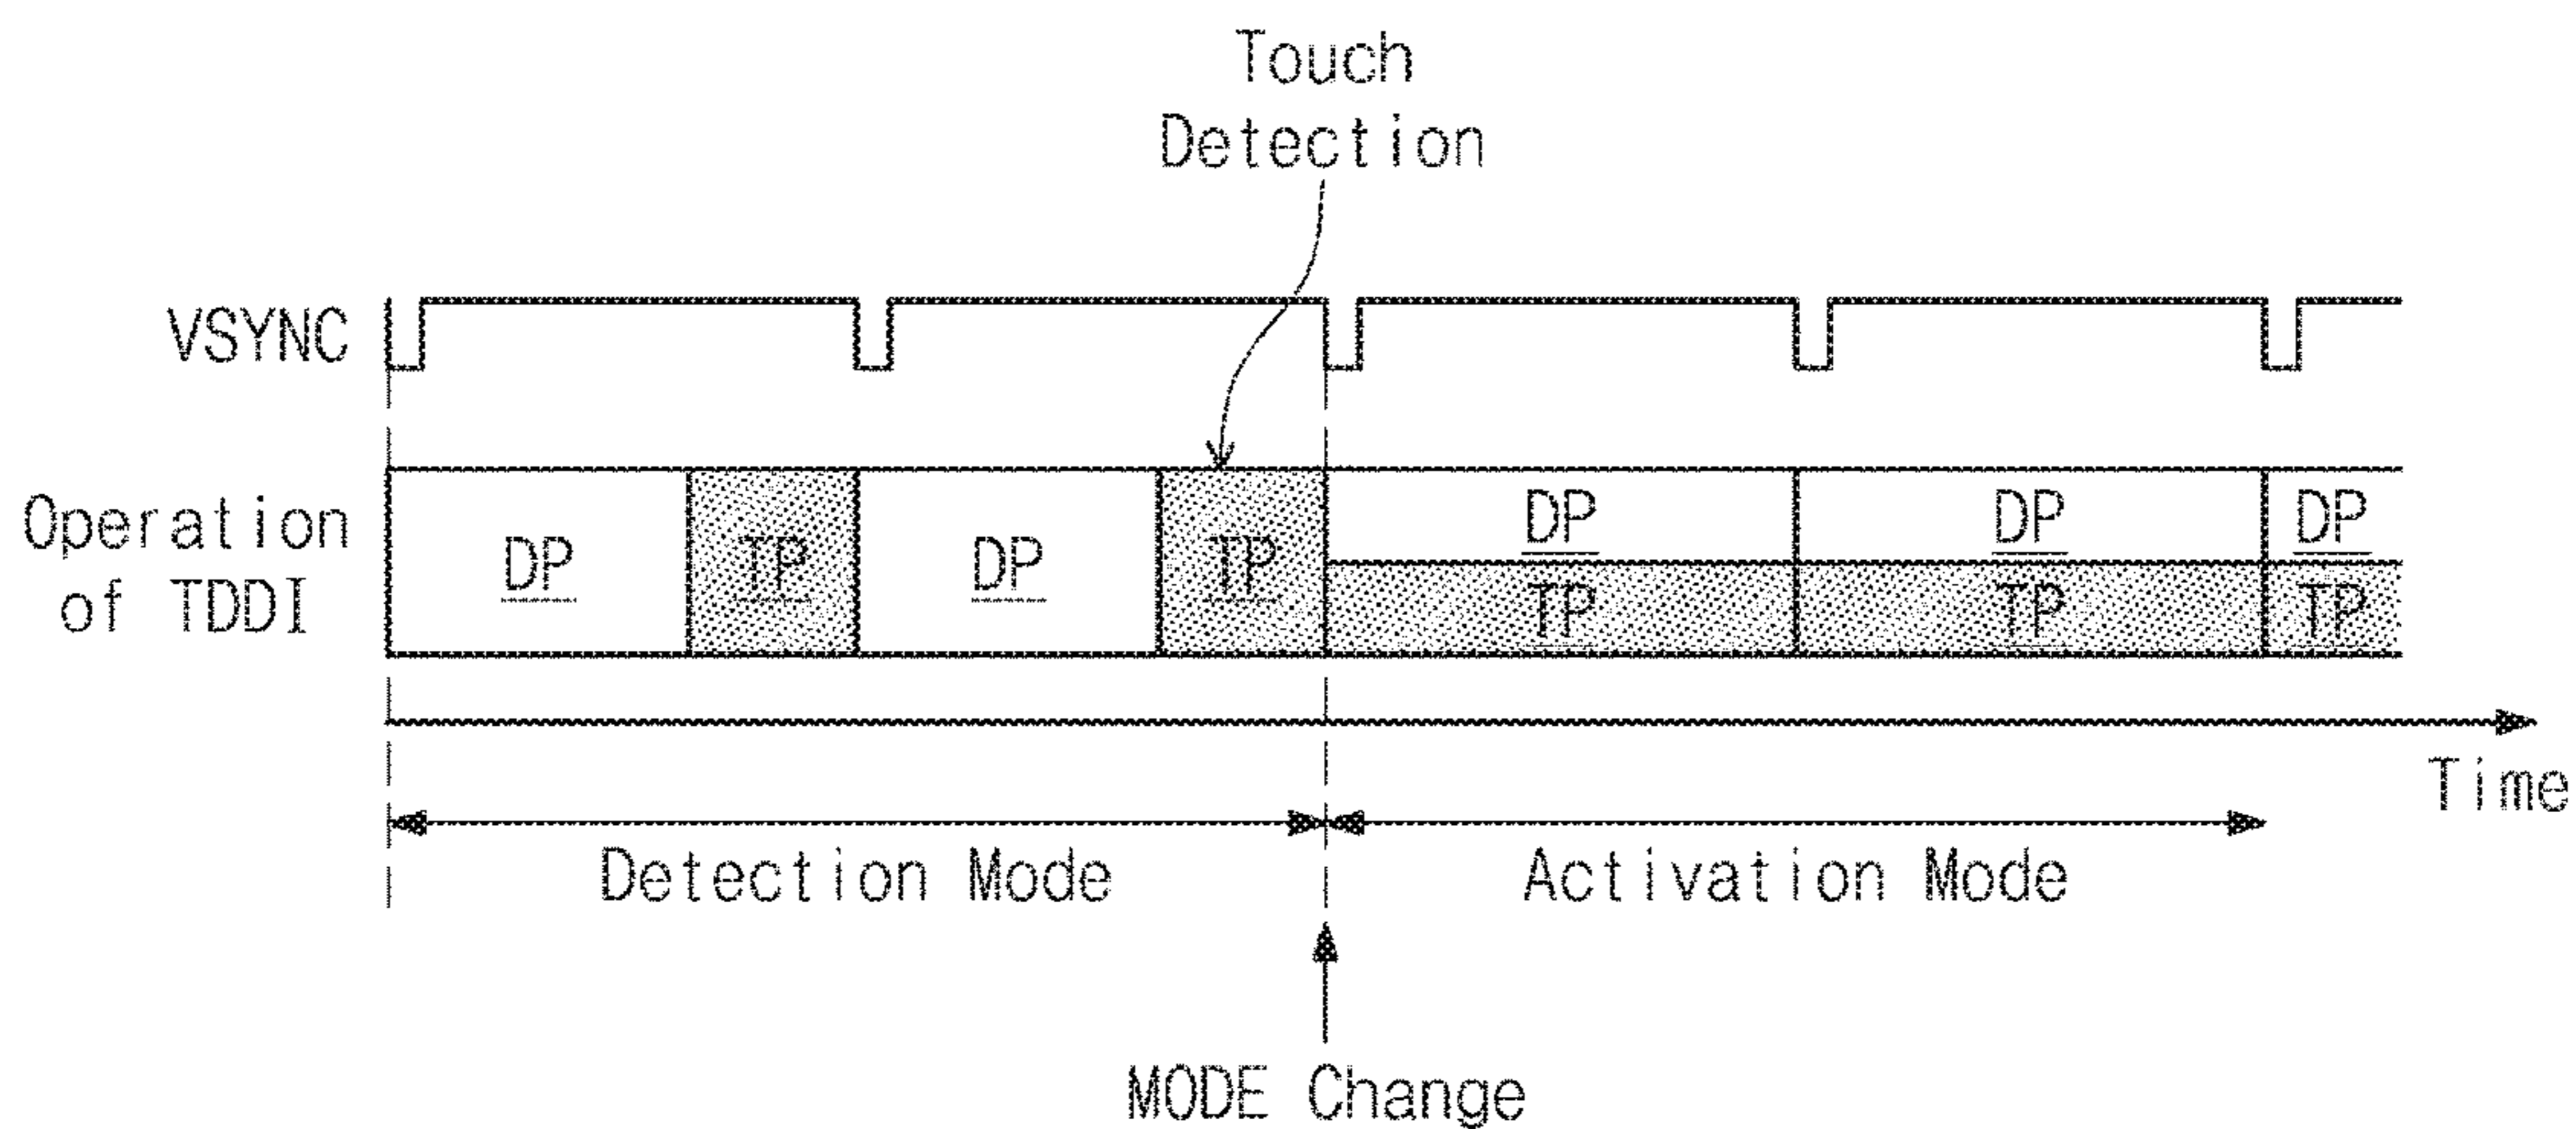 Touch
Detection
VSYNC
Operation
of TDDI
DP
TP
DP
TP
DP
DP
DP
TP
TP
TP
Time
Detection Mode
Activation Mode
MODE Change